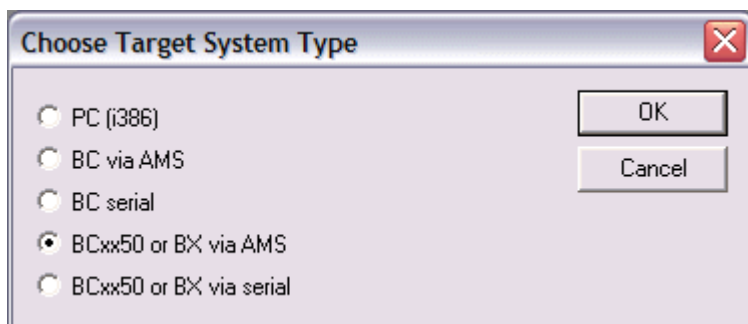 Choose Target System Type
PC (i386)
OK
BC via AMS
Cancel
BC serial
BCxx50 or BX via AMS
BCxx50 or BX via serial